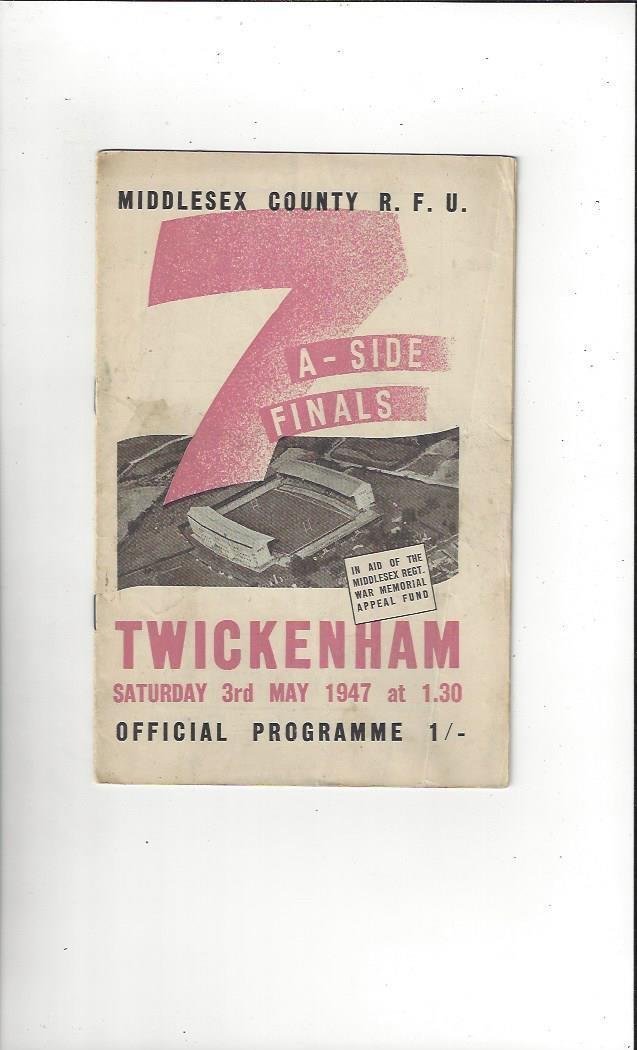 MIDDLESEX COUNTY R. F. U.
7
A - SIDE
FINALS
IN AID OF THE
MIDDLESEX REGT.
WAR MEMORIAL
APPEAL FUND
TWICKENHAM
SATURDAY 3rd MAY 1947 at 1.30
OFFICIAL PROGRAMME 1/-